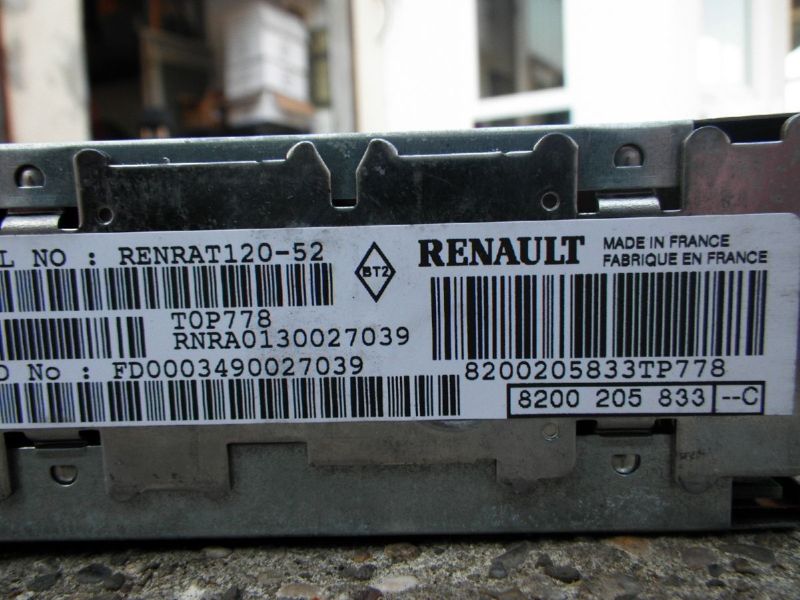 L NO : RENRAT120-52
BTZ
RENAULT
MADE IN FRANCE
FABRIQUE EN FRANCE
T0P778
RNRA0130027039
D No : FD0003490027039
8200205833TP778
8200 205 833 --C